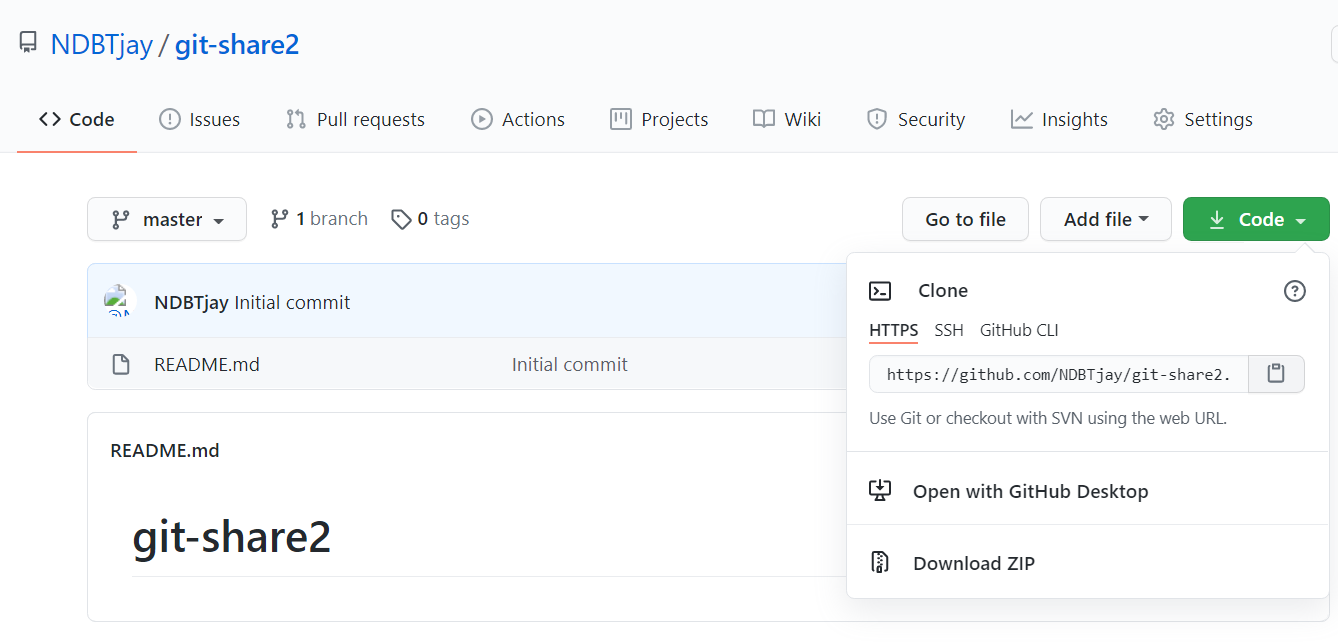 NDBTjay / git-share2
Code Issues Pull requests Actions Projects Wiki Security Insights Settings
master 1 branch 0 tags Go to file Add file Code
NDBTjay Initial commit
README.md Initial commit
README.md
git-share2
Clone
HTTPS SSH GitHub CLI
https://github.com/NDBTjay/git-share2.
Use Git or checkout with SVN using the web URL.
Open with GitHub Desktop
Download ZIP